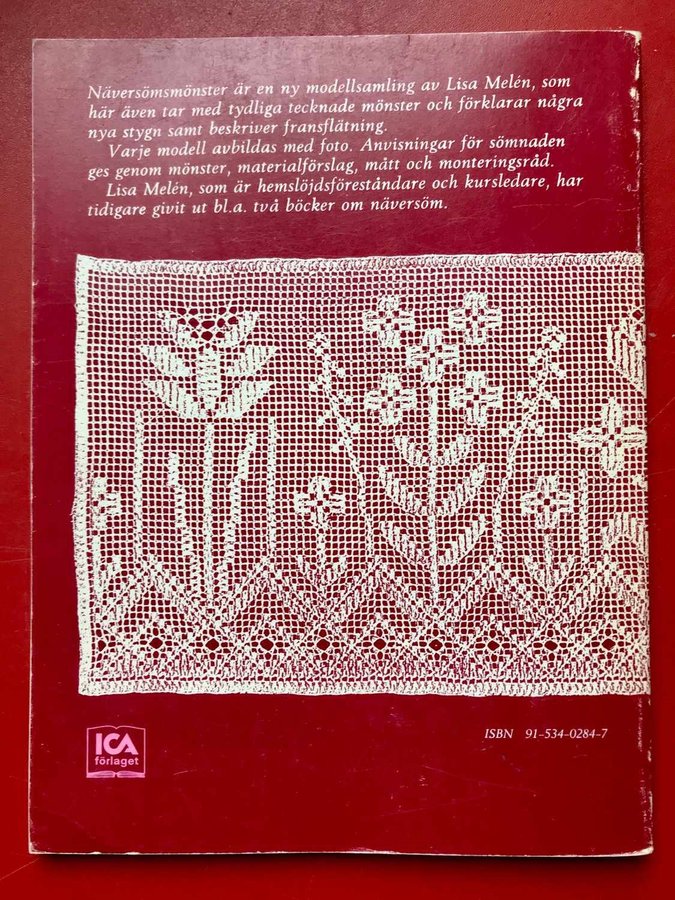 Näversömsmönster är en ny modellsamling av Lisa Melén, som
här även tar med tydliga tecknade mönster och förklarar några
nya stygn samt beskriver fransflätning.
Varje modell avbildas med foto. Anvisningar för sömnaden
ges genom mönster, materialförslag, mått och monteringsråd.
Lisa Melén, som är hemslöjdsföreståndare och kursledare, har
tidigare givit ut bl.a. två böcker om näversöm.
ISBN 91-534-0284-7
ICA
förlaget